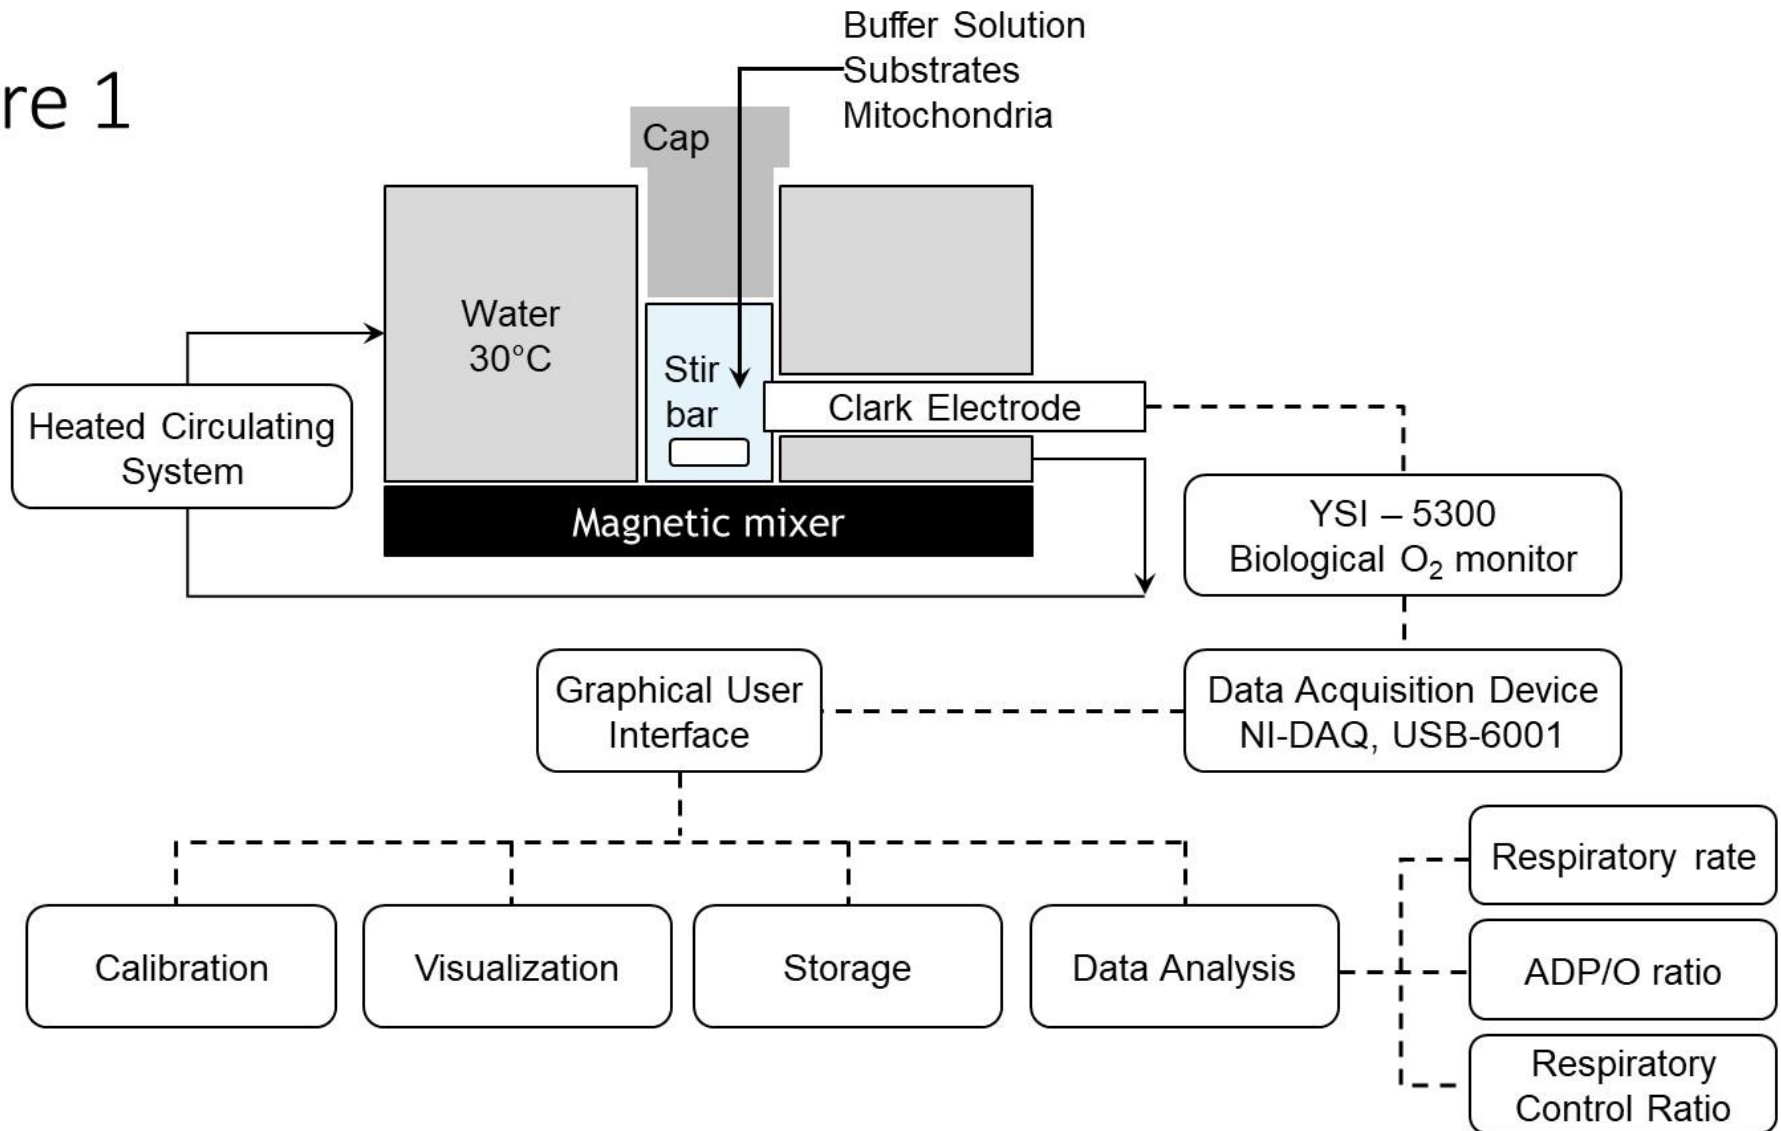 re 1
Buffer Solution
Substrates
Mitochondria
Cap
Water
30°C
Stir
bar
Clark Electrode
Heated Circulating
System
Magnetic mixer
YSI – 5300
Biological O₂ monitor
Graphical User
Interface
Data Acquisition Device
NI-DAQ, USB-6001
Calibration
Visualization
Storage
Data Analysis
Respiratory rate
ADP/O ratio
Respiratory
Control Ratio